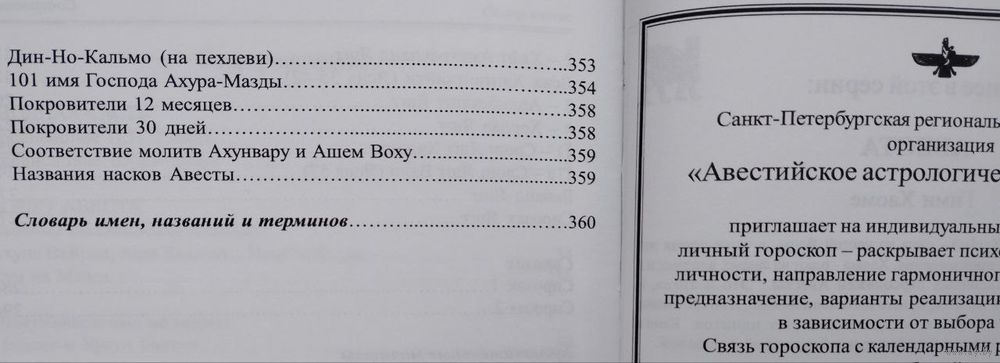 Дин-Но-Кальмо (на пехлеви)........................................353
101 имя Господа Ахура-Мазды.....................................354
Покровители 12 месяцев.............................................358
Покровители 30 дней..................................................358
Соответствие молитв Ахунвару и Ашем Воху....................359
Названия насков Авесты.............................................359
Словарь имен, названий и терминов..............................360
Санкт-Петербургская региональ
организация
«Авестийское астрологиче
приглашает на индивидуальны
личный гороскоп – раскрывает псих
личности, направление гармоничног
предназначение, варианты реализаци
в зависимости от выбора
Связь гороскопа с календарными р